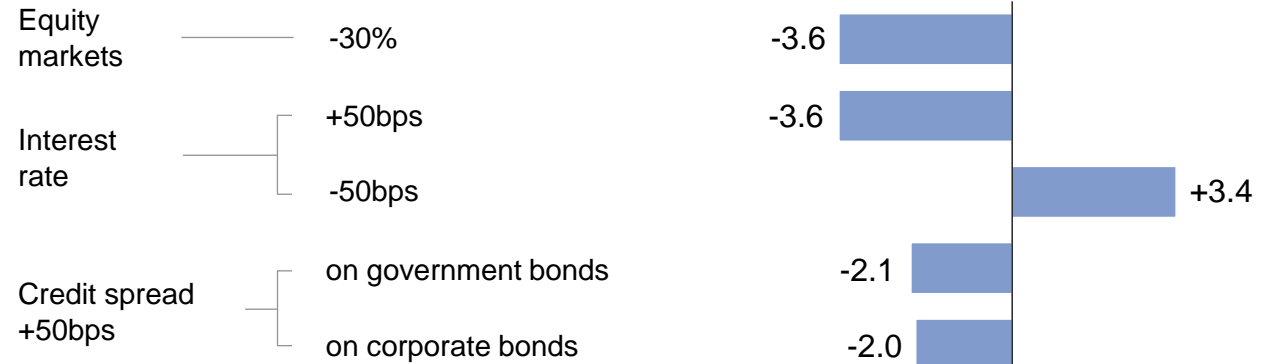 Equity
markets
-30%
-3.6
Interest
rate
+50bps
-3.6
-50bps
+3.4
Credit spread
+50bps
on government bonds
-2.1
on corporate bonds
-2.0